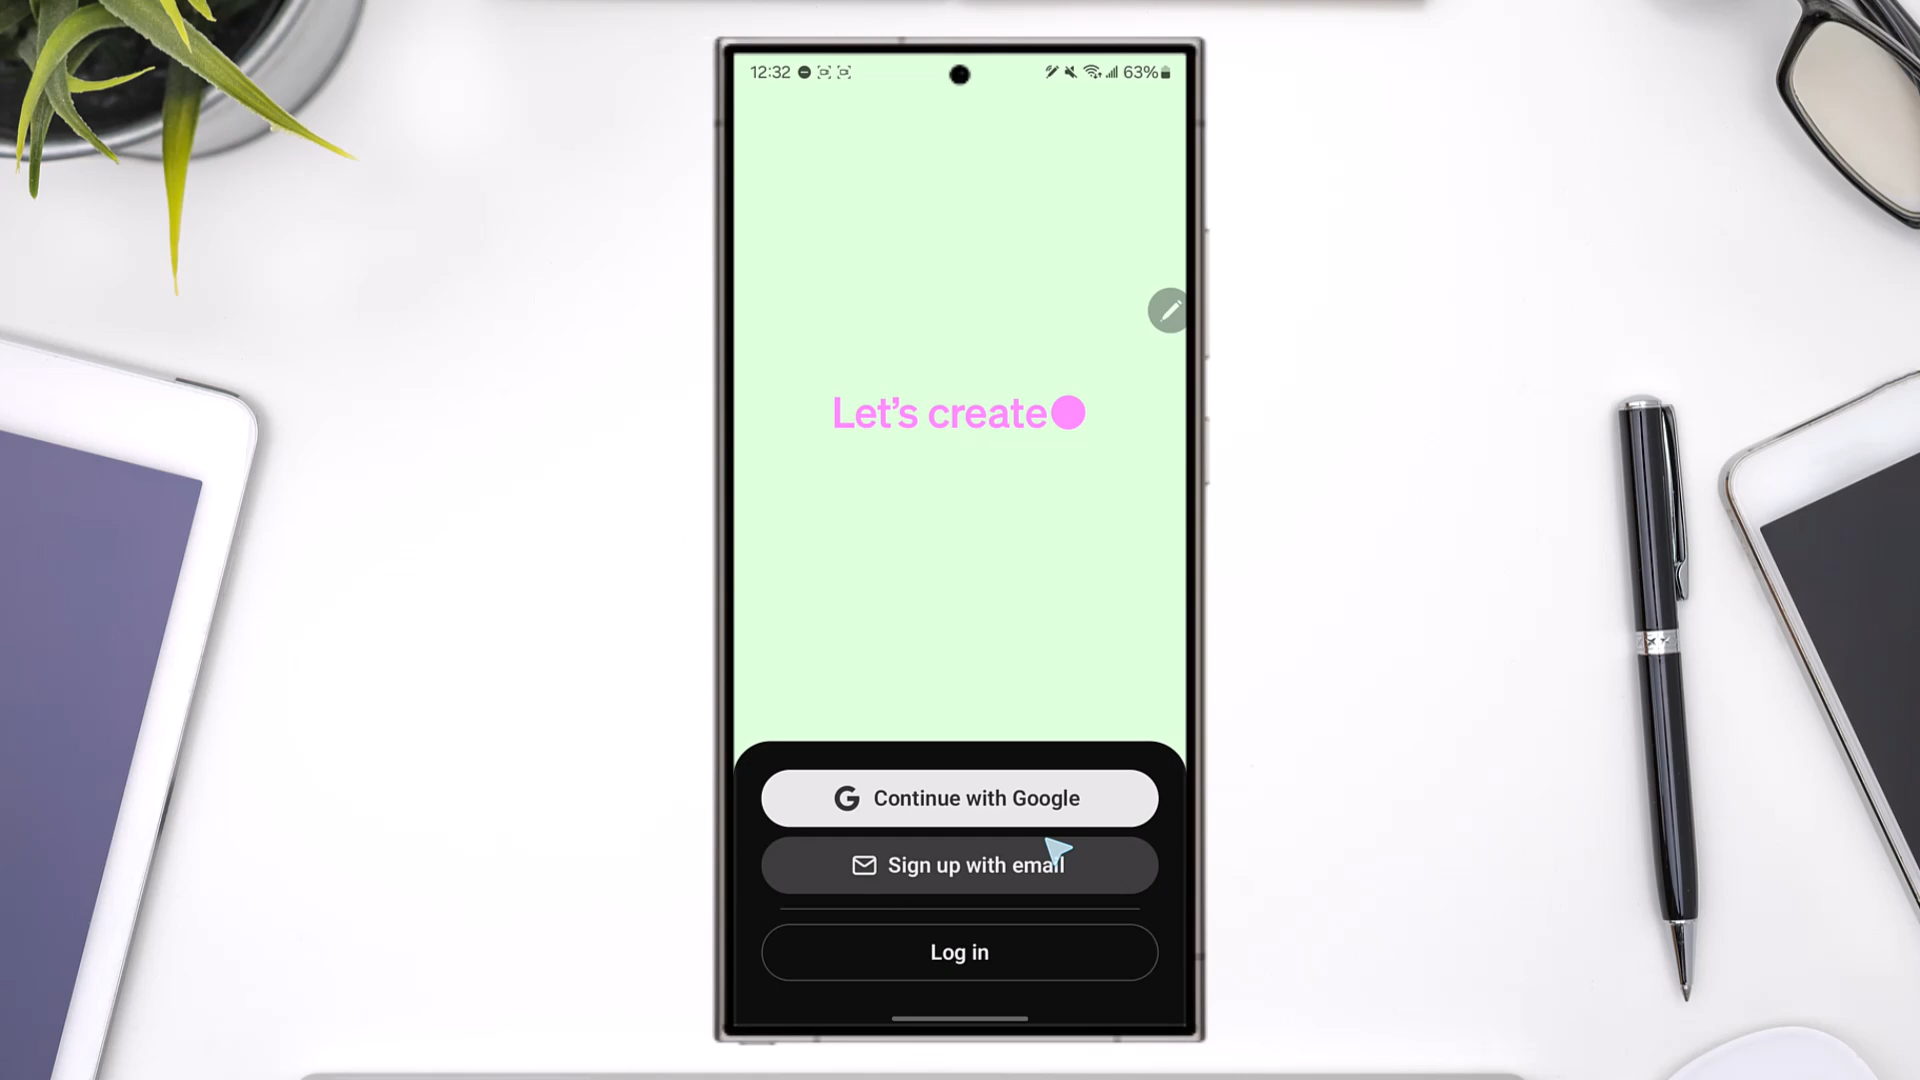 12:32
63%
Let's create
Continue with Google
Sign up with email
Log in